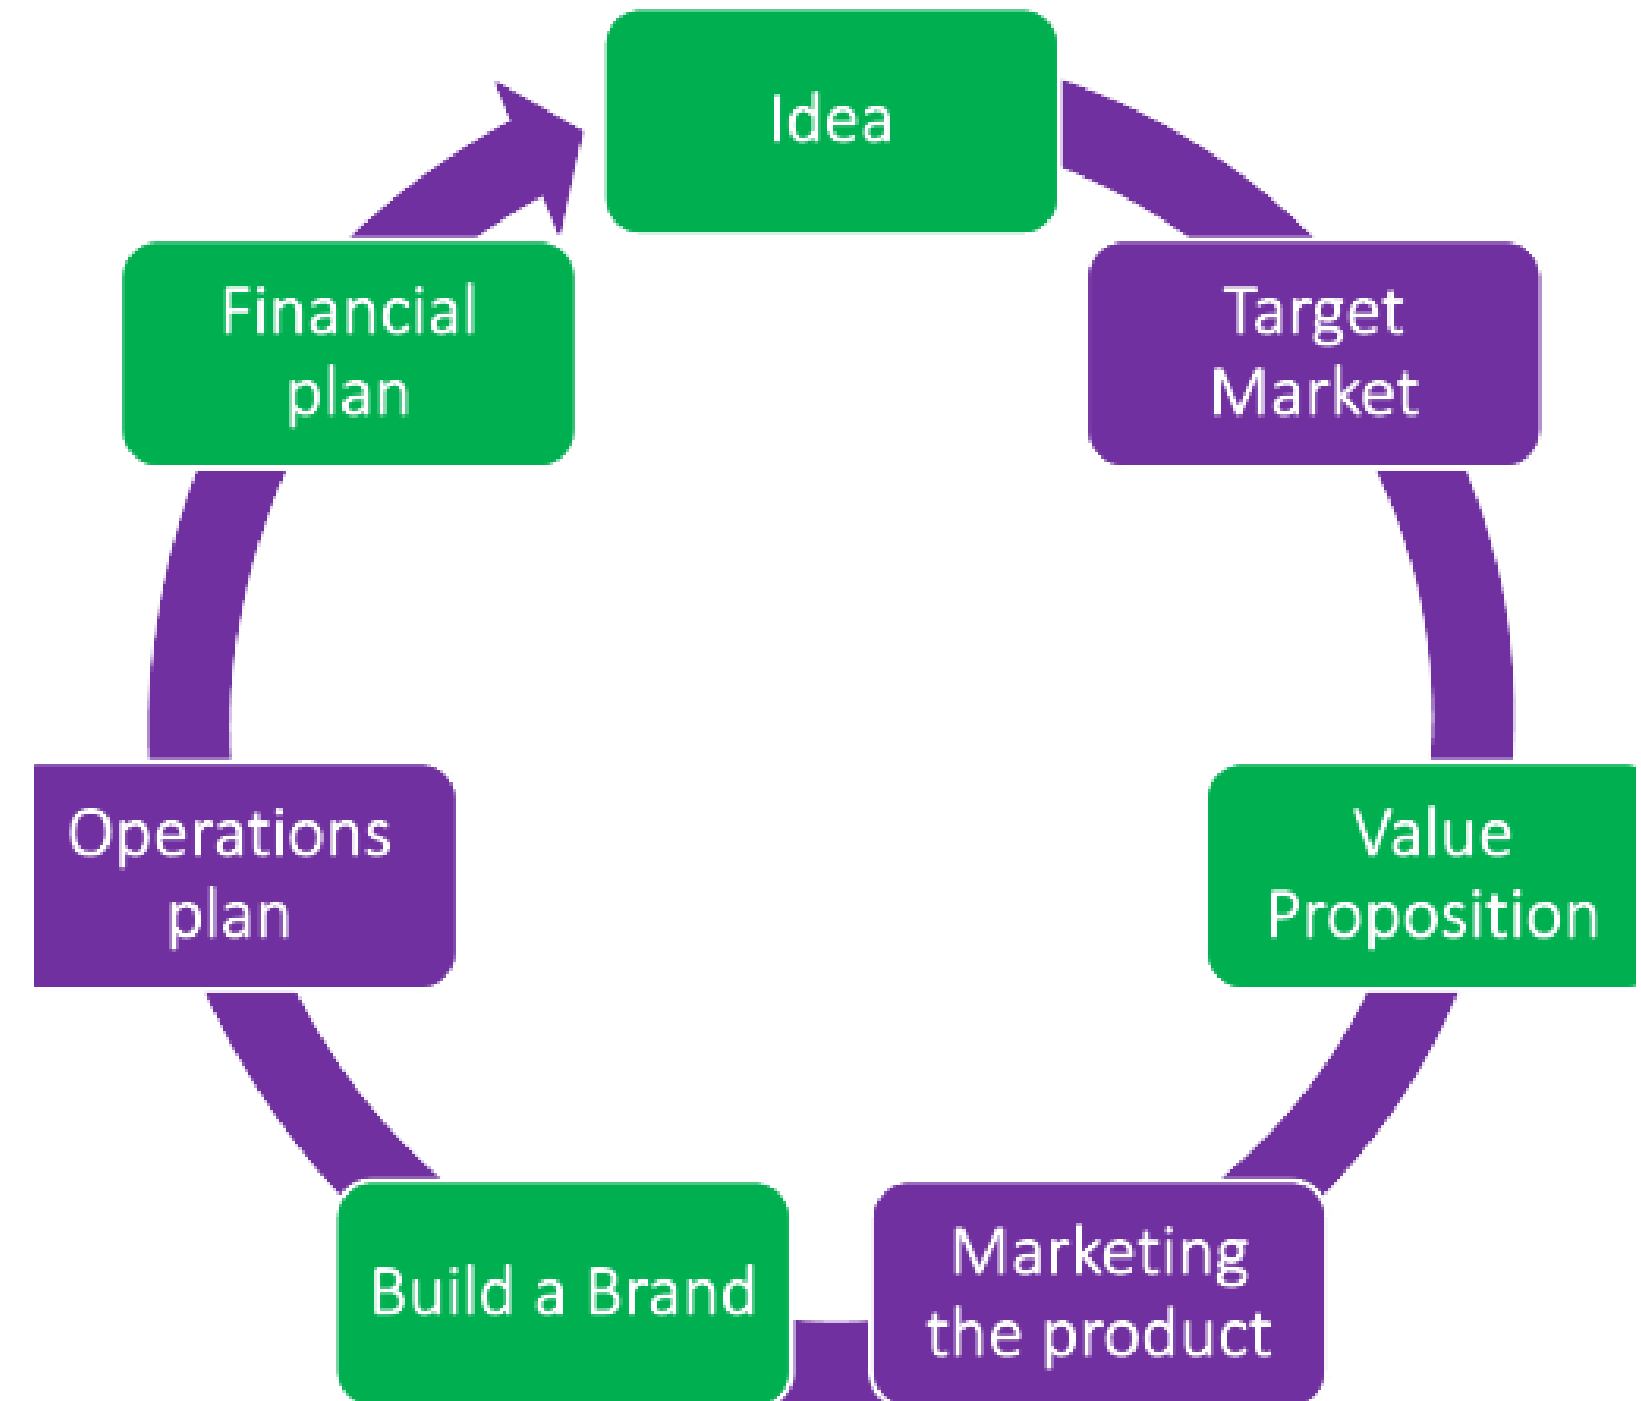 Idea
Target
Market
Value
Proposition
Marketing
the product
Build a Brand
Operations
plan
Financial
plan